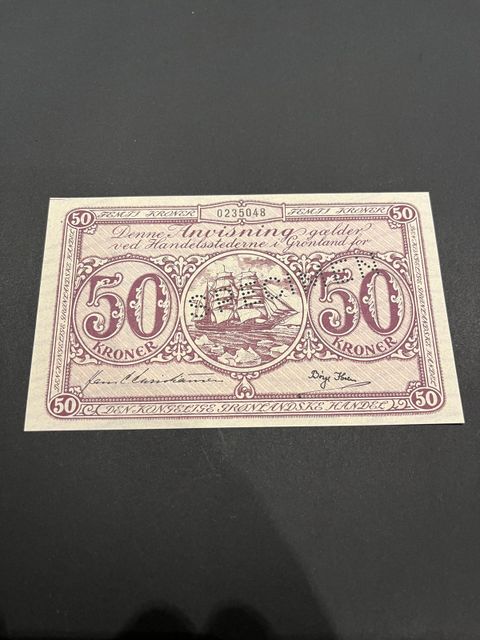 50 FEMTI KRONER 0235048 FEMTI KRONER 50
Denne Anvisning gælder
ved Handelsstederne i Grønland for
50 KRONER
50 KRONER
SPECIMEN
50 DEN KONGELIGE GRØNLANDSKE HANDEL 50